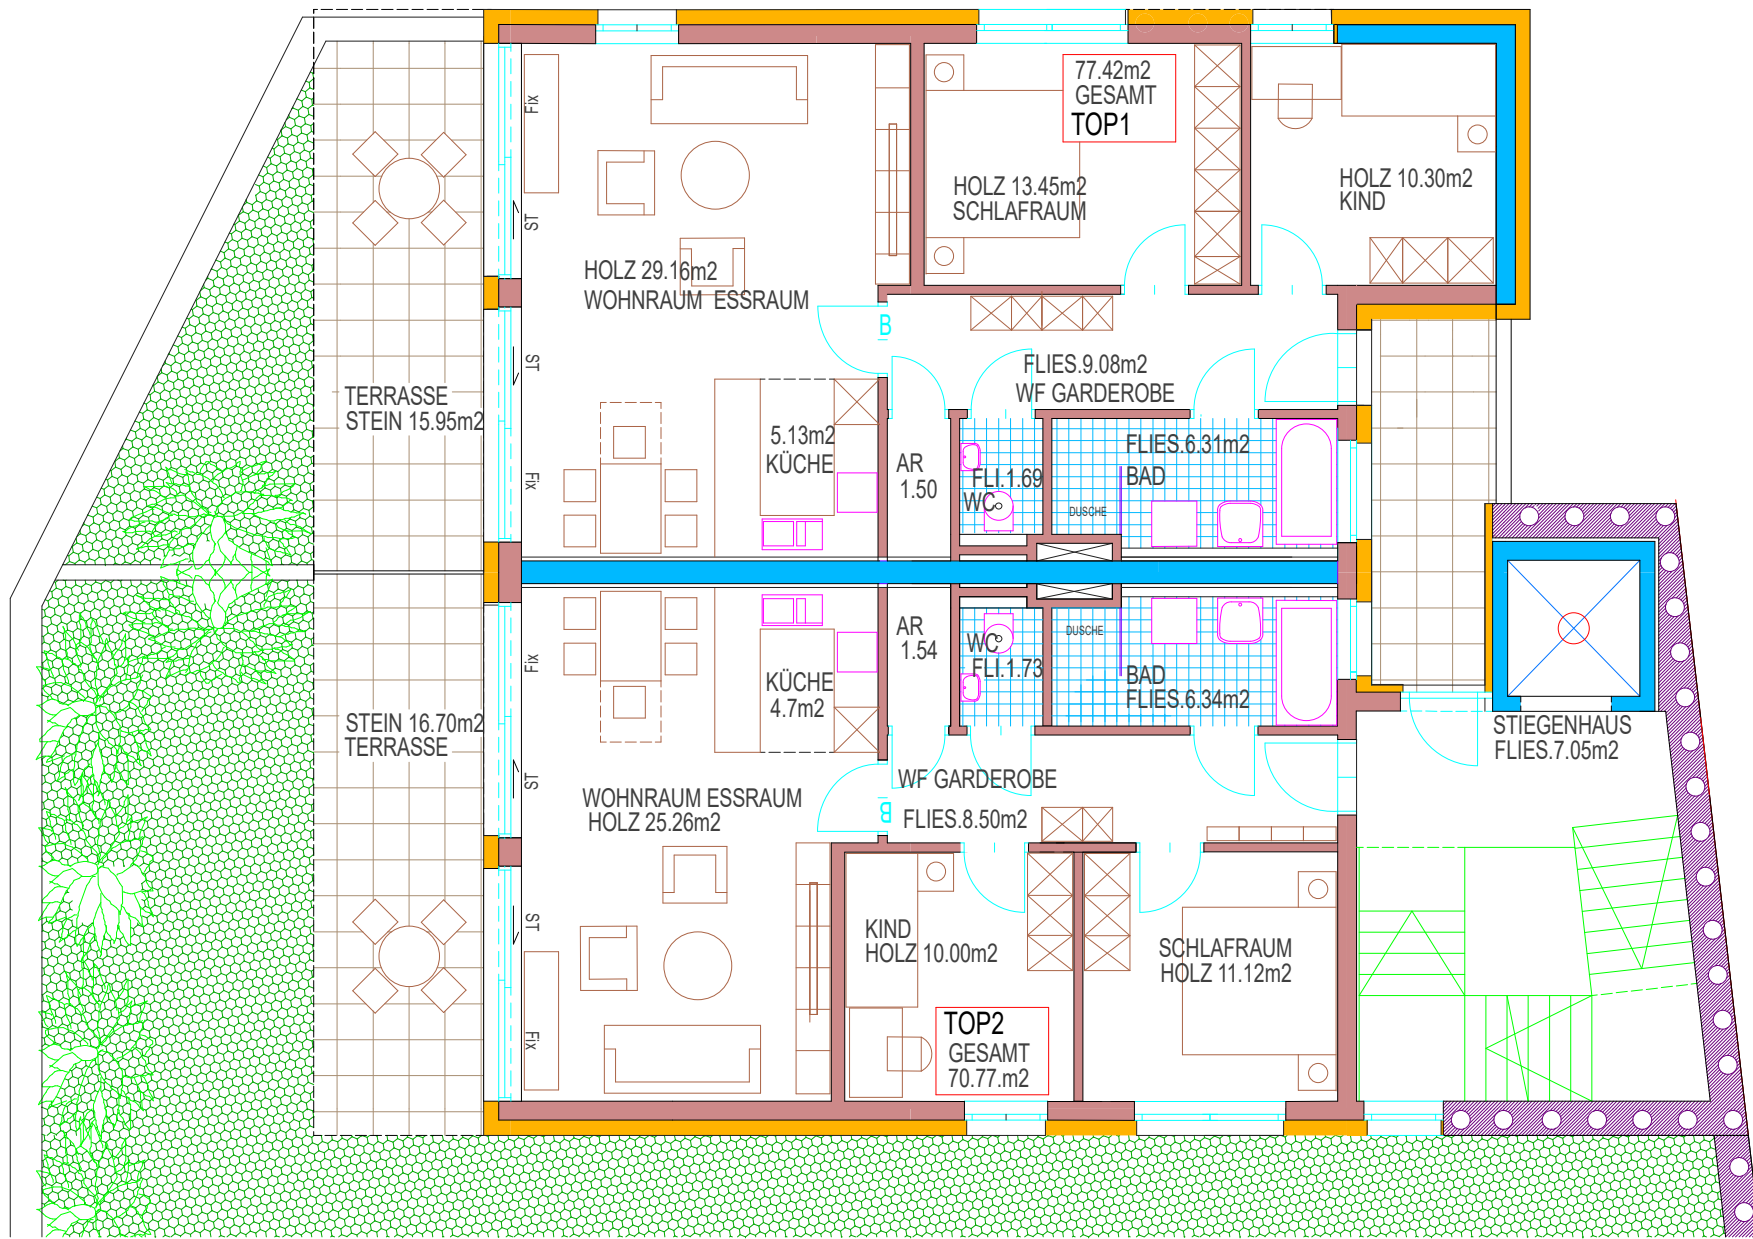 77.42m2
GESAMT
TOP1
Fix
ST
HOLZ 13.45m2
SCHLAFRAUM
HOLZ 10.30m2
KIND
HOLZ 29.16m2
WOHNRAUM ESSRAUM
B
ST
FLIES.9.08m2
WF GARDEROBE
TERRASSE
STEIN 15.95m2
5.13m2
KÜCHE
AR
1.50
FLI.1.69
WC
FLIES.6.31m2
BAD
DUSCHE
Fix
Fix
KÜCHE
4.7m2
AR
1.54
WC
FLI.1.73
DUSCHE
BAD
FLIES.6.34m2
STEIN 16.70m2
TERRASSE
STIEGENHAUS
FLIES.7.05m2
ST
WF GARDEROBE
WOHNRAUM ESSRAUM
HOLZ 25.26m2
B
FLIES.8.50m2
ST
KIND
HOLZ 10.00m2
SCHLAFRAUM
HOLZ 11.12m2
Fix
TOP2
GESAMT
70.77.m2